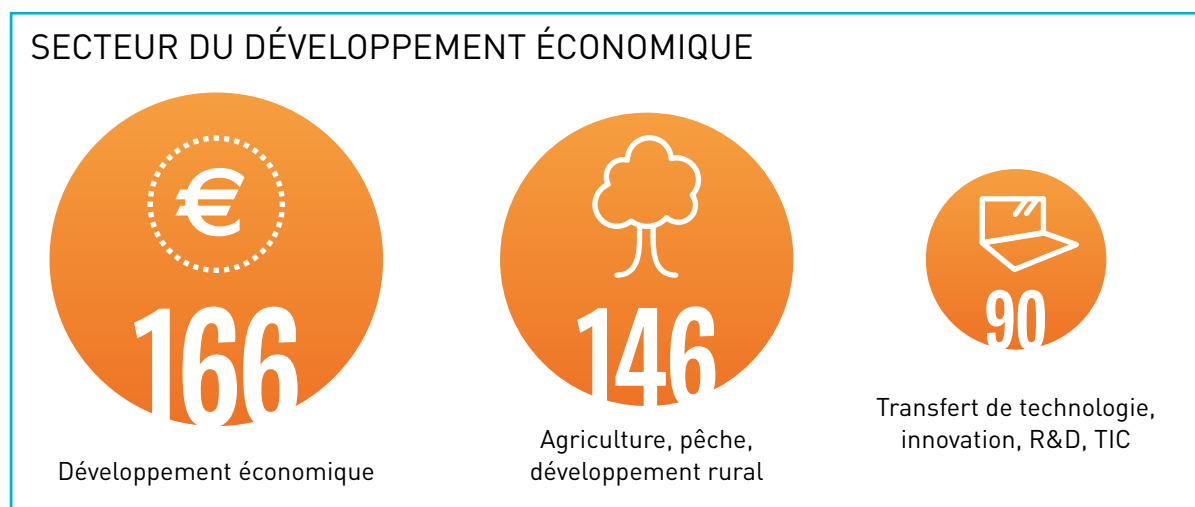 SECTEUR DU DÉVELOPPEMENT ÉCONOMIQUE
€
166
Développement économique
146
Agriculture, pêche,
développement rural
90
Transfert de technologie,
innovation, R&D, TIC